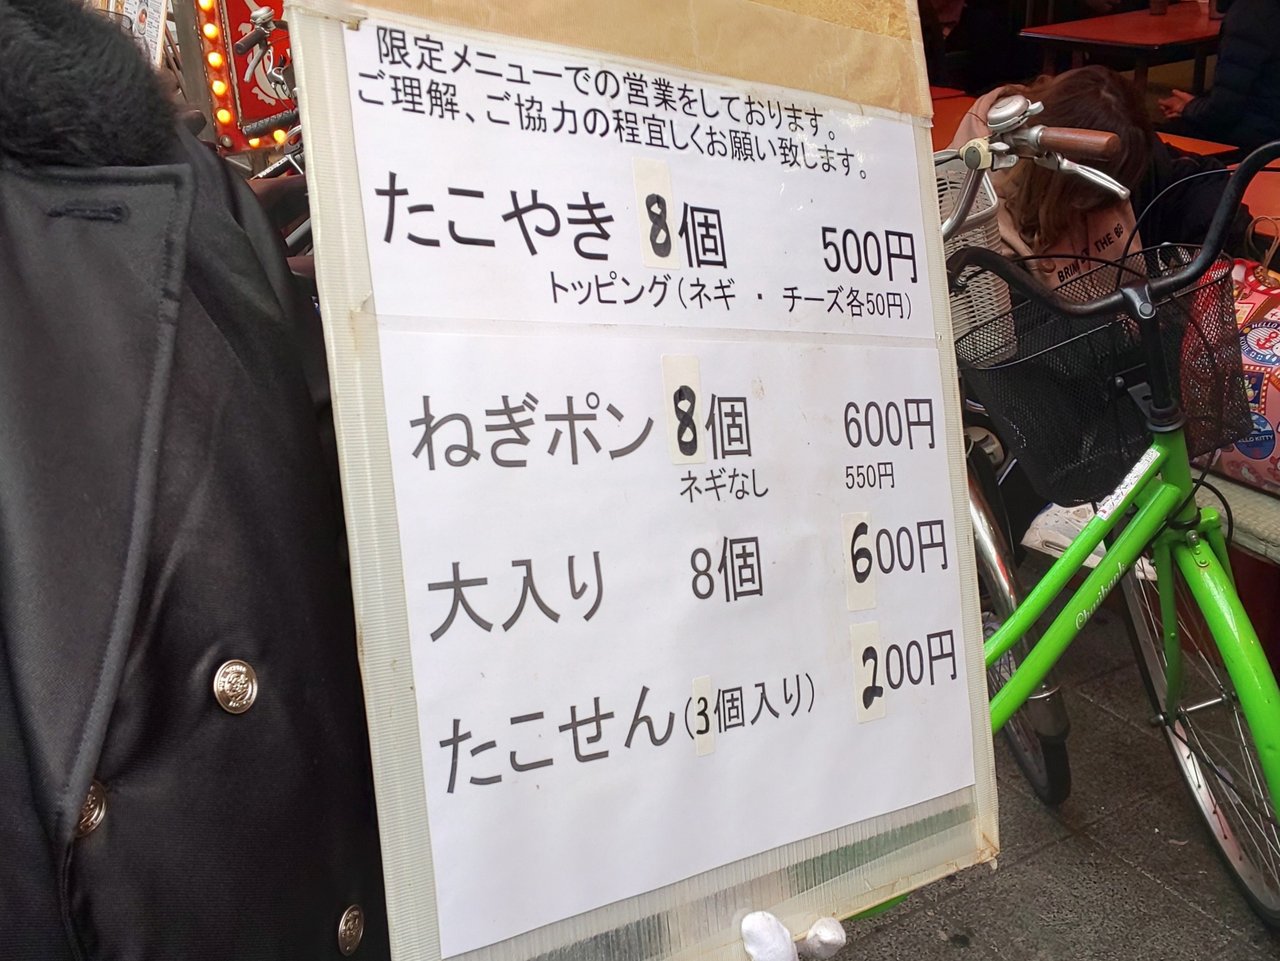 限定メニューでの営業をしております。
ご理解、ご協力の程宜しくお願い致します。
たこやき 8個 500円
トッピング(ネギ ・ チーズ各50円)
ねぎポン 8個 600円
ネギなし 550円
大入り 8個 600円
たこせん(3個入り) 200円
HELLO KITTY